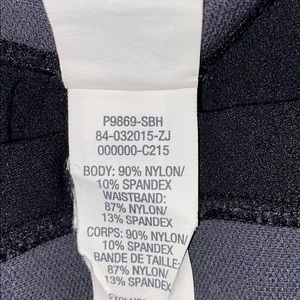 P9869-SBH
84-032015-ZJ
000000-C215
BODY: 90% NYLON/
10% SPANDEX
WAISTBAND:
87% NYLON/
13% SPANDEX
CORPS: 90% NYLON/
10% SPANDEX
BANDE DE TAILLE:
87% NYLON/
13% SPANDEX